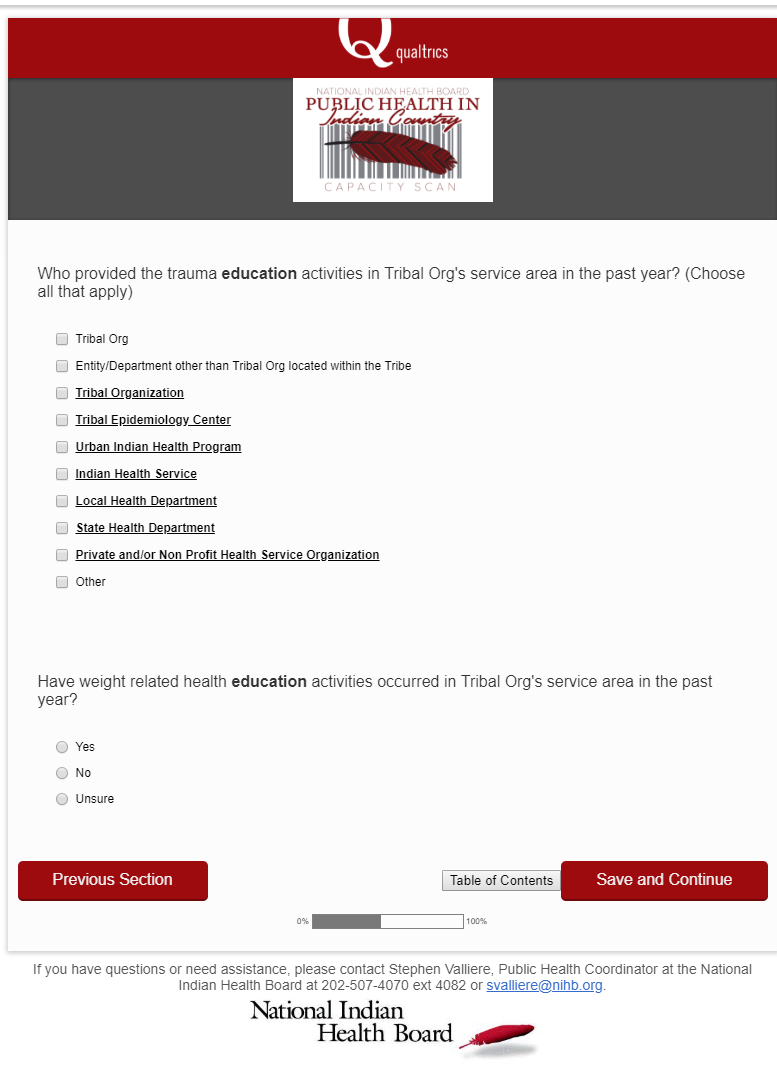 Q qualtrics
NATIONAL INDIAN HEALTH BOARD
PUBLIC HEALTH IN
Indian Country
CAPACITY SCAN
Who provided the trauma education activities in Tribal Org's service area in the past year? (Choose
all that apply)
Tribal Org
Entity/Department other than Tribal Org located within the Tribe
Tribal Organization
Tribal Epidemiology Center
Urban Indian Health Program
Indian Health Service
Local Health Department
State Health Department
Private and/or Non Profit Health Service Organization
Other
Have weight related health education activities occurred in Tribal Org's service area in the past
year?
Yes
No
Unsure
Previous Section
Table of Contents
Save and Continue
0% 100%
If you have questions or need assistance, please contact Stephen Valliere, Public Health Coordinator at the National
Indian Health Board at 202-507-4070 ext 4082 or svalliere@nihb.org.
National Indian
Health Board